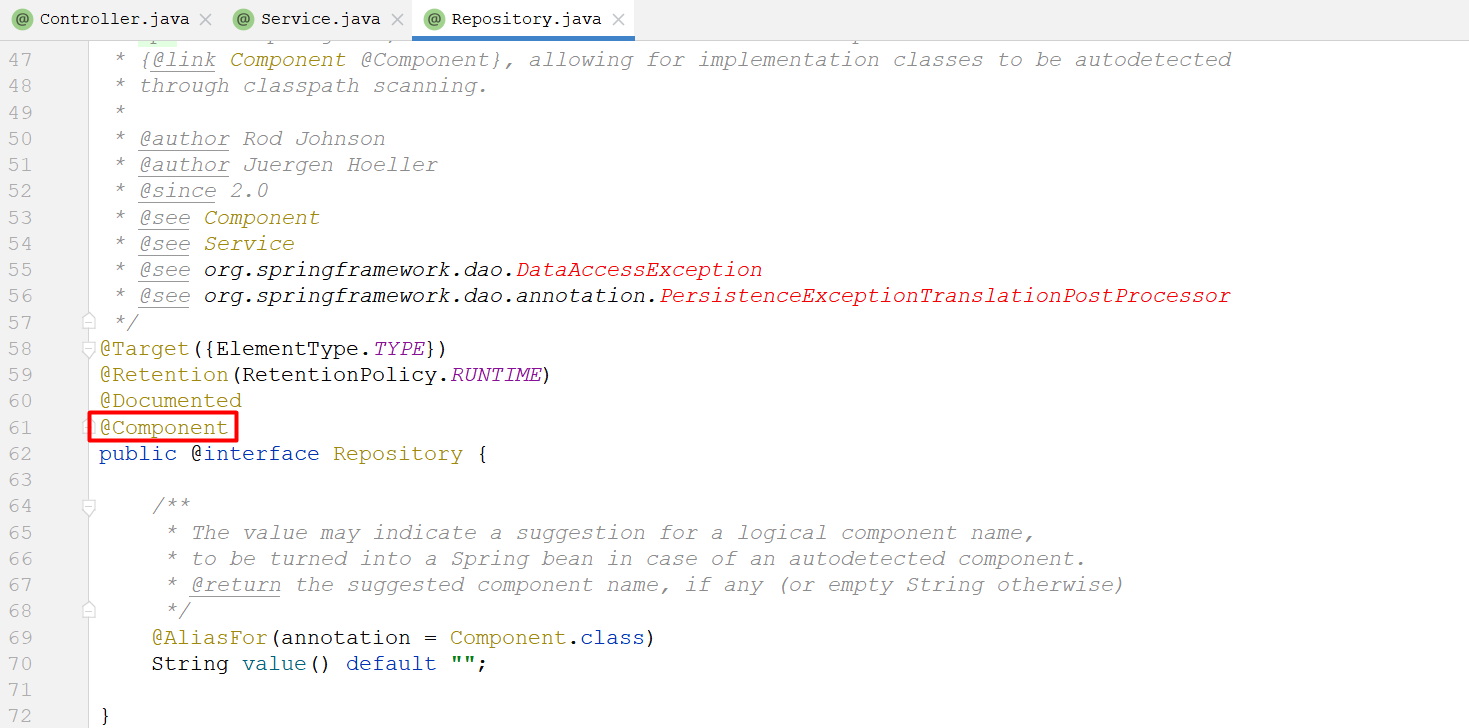 Controller.java Service.java Repository.java
47 * {@link Component @Component}, allowing for implementation classes to be autodetected
48 * through classpath scanning.
49 *
50 * @author Rod Johnson
51 * @author Juergen Hoeller
52 * @since 2.0
53 * @see Component
54 * @see Service
55 * @see org.springframework.dao.DataAccessException
56 * @see org.springframework.dao.annotation.PersistenceExceptionTranslationPostProcessor
57 */
58 @Target({ElementType.TYPE})
59 @Retention(RetentionPolicy.RUNTIME)
60 @Documented
61 @Component
62 public @interface Repository {
63
64 /**
65 * The value may indicate a suggestion for a logical component name,
66 * to be turned into a Spring bean in case of an autodetected component.
67 * @return the suggested component name, if any (or empty String otherwise)
68 */
69 @AliasFor(annotation = Component.class)
70 String value() default "";
71
72 }